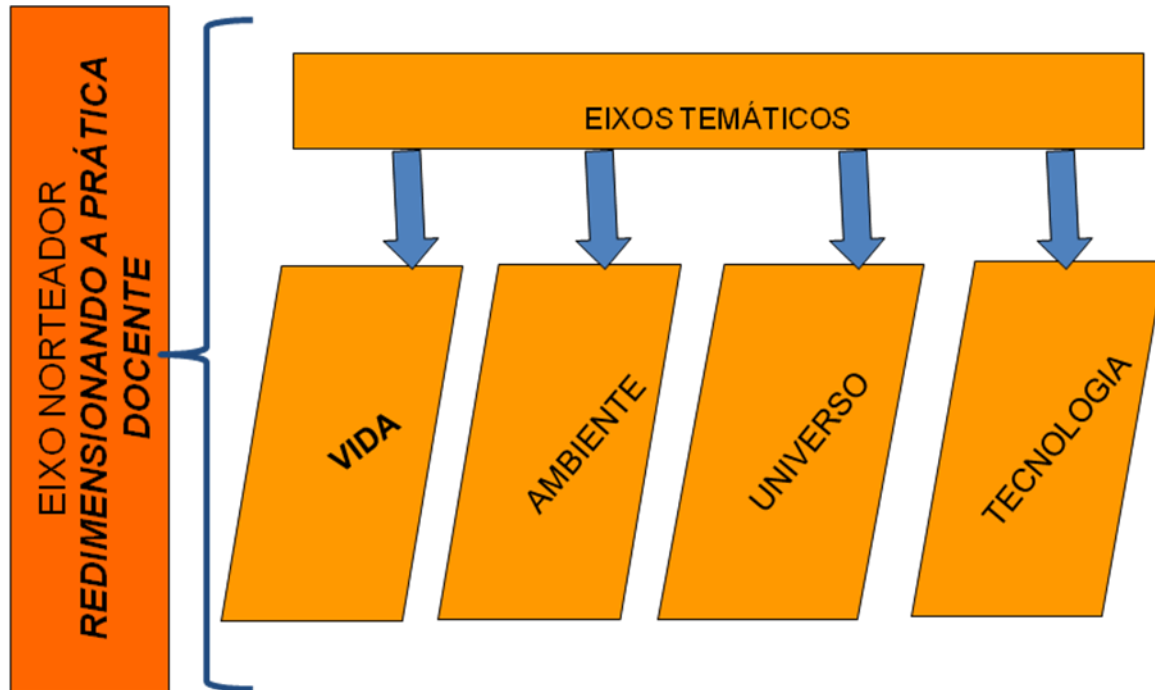 EIXO NORTEADOR
REDIMENSIONANDO A PRÁTICA
DOCENTE
EIXOS TEMÁTICOS
VIDA
AMBIENTE
UNIVERSO
TECNOLOGIA